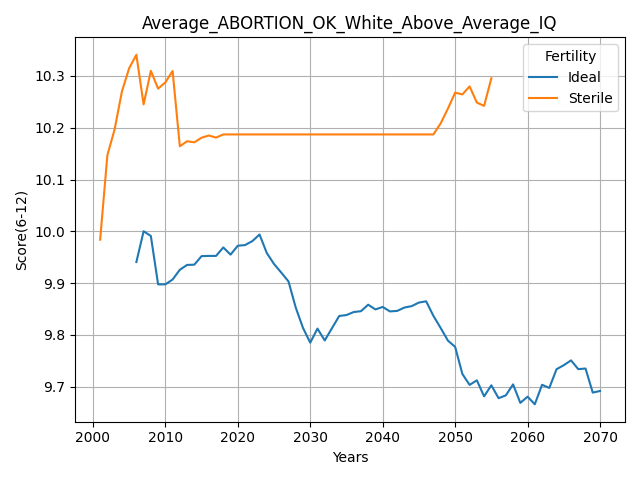 Average_ABORTION_OK_White_Above_Average_IQ
Fertility
Ideal
Sterile
10.3
10.2
10.1
10.0
9.9
9.8
9.7
Score(6-12)
2000 2010 2020 2030 2040 2050 2060 2070
Years